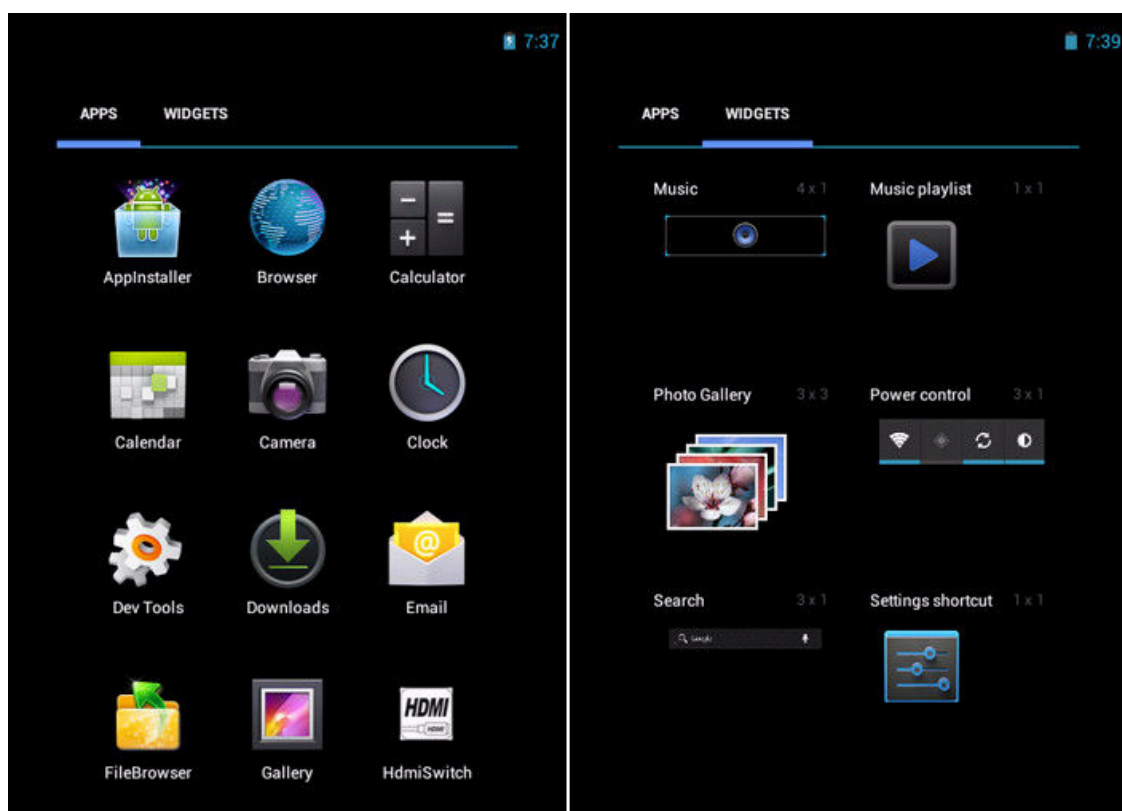 7:37
APPS WIDGETS
AppInstaller Browser Calculator
Calendar Camera Clock
Dev Tools Downloads Email
@
HDMI
HDMI
FileBrowser Gallery HdmiSwitch
7:39
APPS WIDGETS
Music 4 x 1 Music playlist 1 x 1
Photo Gallery 3 x 3 Power control 3 x 1
Search 3 x 1 Settings shortcut 1 x 1
Google